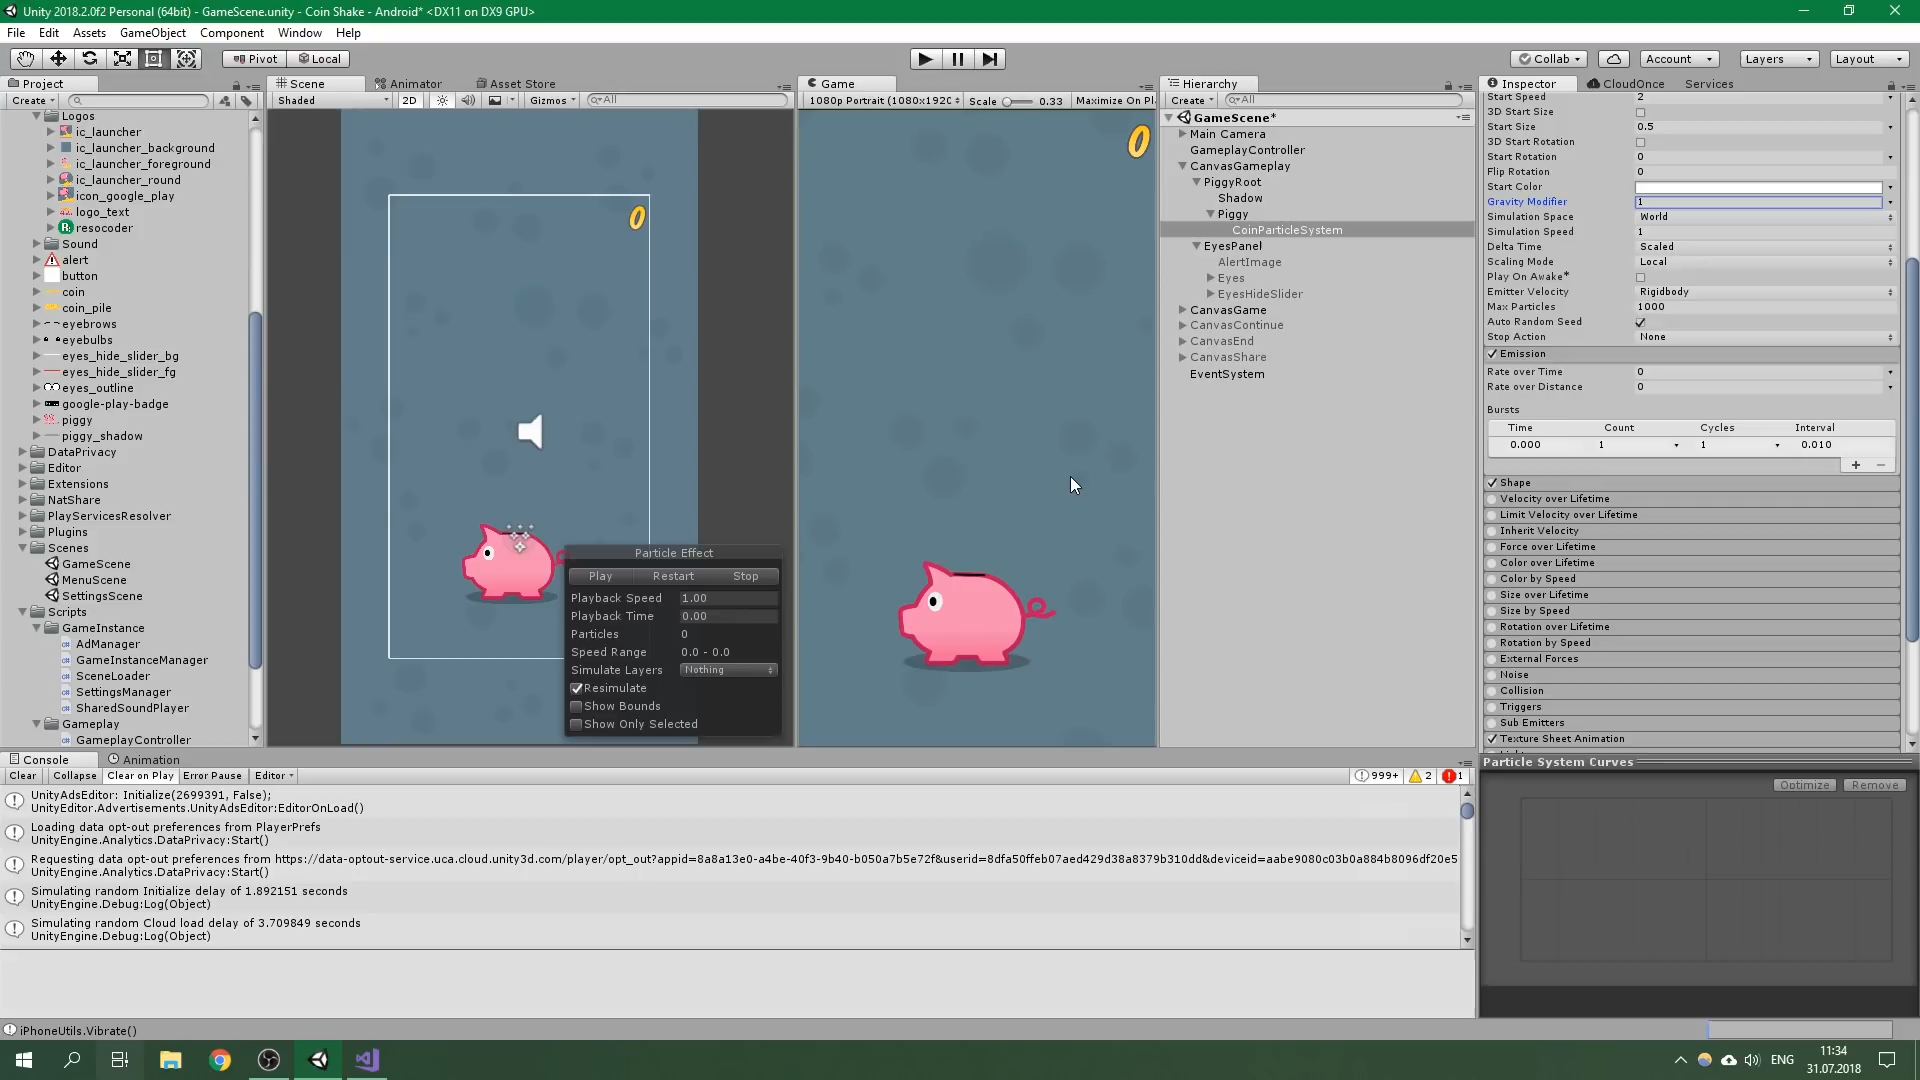 Unity 2018.2.0f2 Personal (64bit) - GameScene.unity - Coin Shake - Android* <DX11 on DX9 GPU>
File Edit Assets GameObject Component Window Help
Pivot Local Collab Account Layers Layout
Project
Create
Logos
ic_launcher
ic_launcher_background
ic_launcher_foreground
ic_launcher_round
icon_google_play
logo_text
resocoder
Sound
alert
button
coin
coin_pile
eyebrows
eyebulbs
eyes_hide_slider_bg
eyes_hide_slider_fg
eyes_outline
google-play-badge
piggy
piggy_shadow
DataPrivacy
Editor
Extensions
NatShare
PlayServicesResolver
Plugins
Scenes
GameScene
MenuScene
SettingsScene
Scripts
GameInstance
AdManager
GameInstanceManager
SceneLoader
SettingsManager
SharedSoundPlayer
Gameplay
GameplayController
Scene Animator Asset Store
Shaded 2D Gizmos All
0
Particle Effect
Play Restart Stop
Playback Speed 1.00
Playback Time 0.00
Particles 0
Speed Range 0.0 - 0.0
Simulate Layers Nothing
Resimulate
Show Bounds
Show Only Selected
Game
1080p Portrait (1080x192 Scale 0.33 Maximize On Pl
0
Hierarchy
Create All
GameScene*
Main Camera
GameplayController
CanvasGameplay
PiggyRoot
Shadow
Piggy
CoinParticleSystem
EyesPanel
AlertImage
Eyes
EyesHideSlider
CanvasGame
CanvasContinue
CanvasEnd
CanvasShare
EventSystem
Inspector CloudOnce Services
Start Speed 2
3D Start Size
Start Size 0.5
3D Start Rotation
Start Rotation 0
Flip Rotation 0
Start Color
Gravity Modifier 1
Simulation Space World
Simulation Speed 1
Delta Time Scaled
Scaling Mode Local
Play On Awake*
Emitter Velocity Rigidbody
Max Particles 1000
Auto Random Seed
Stop Action None
Emission
Rate over Time 0
Rate over Distance 0
Bursts
Time Count Cycles Interval
0.000 1 1 0.010
+ -
Shape
Velocity over Lifetime
Limit Velocity over Lifetime
Inherit Velocity
Force over Lifetime
Color over Lifetime
Color by Speed
Size over Lifetime
Size by Speed
Rotation over Lifetime
Rotation by Speed
External Forces
Noise
Collision
Triggers
Sub Emitters
Texture Sheet Animation
Particle System Curves
Optimize Remove
Console Animation
Clear Collapse Clear on Play Error Pause Editor 999+ 2 1
UnityAdsEditor: Initialize(2699391, False);
UnityEditor.Advertisements.UnityAdsEditor:EditorOnLoad()
Loading data opt-out preferences from PlayerPrefs
UnityEngine.Analytics.DataPrivacy:Start()
Requesting data opt-out preferences from https://data-optout-service.uca.cloud.unity3d.com/player/opt_out?appid=8a8a13e0-a4be-40f3-9b40-b050a7b5e72f&userid=8dfa50ffeb07aed429d38a8379b310dd&deviceid=aabe9080c03b0a884b8096df20e5
UnityEngine.Analytics.DataPrivacy:Start()
Simulating random Initialize delay of 1.892151 seconds
UnityEngine.Debug:Log(Object)
Simulating random Cloud load delay of 3.709849 seconds
UnityEngine.Debug:Log(Object)
iPhoneUtils.Vibrate()
ENG
11:34
31.07.2018